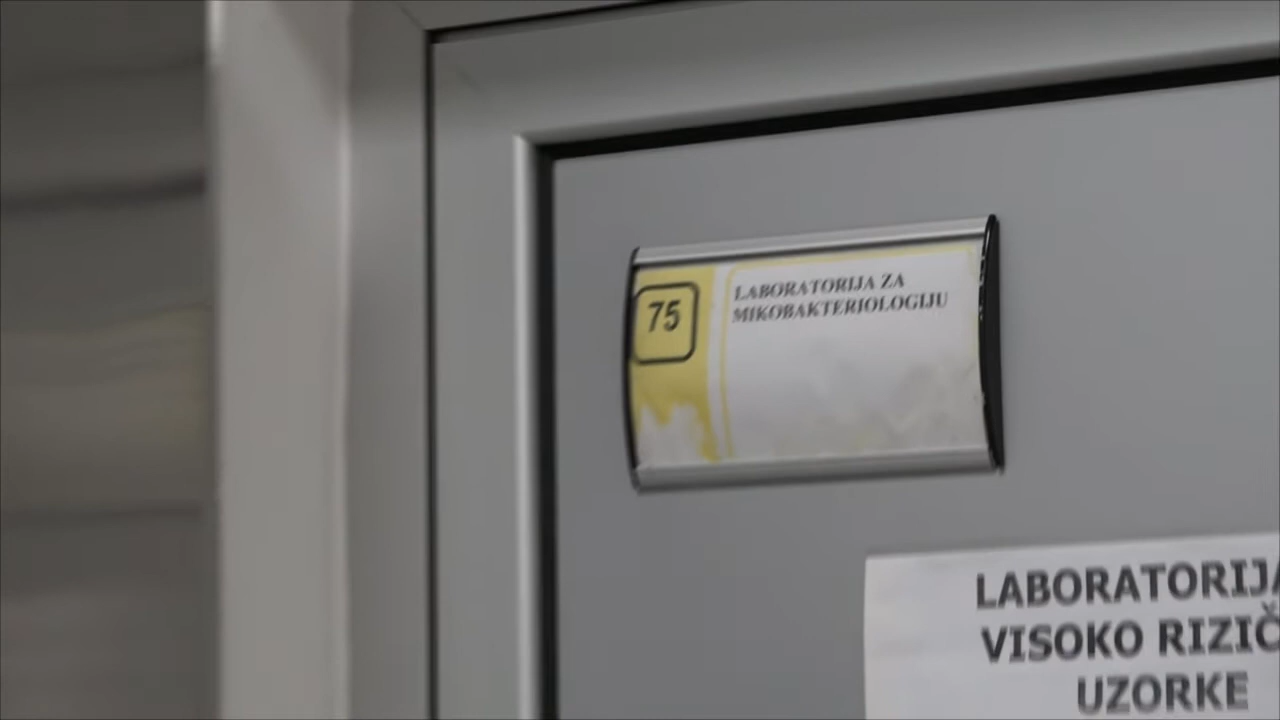 75
LABORATORIJA ZA
MIKOBAKTERIOLOGIJU
LABORATORIJA
VISOKO RIZIČ
UZORKE